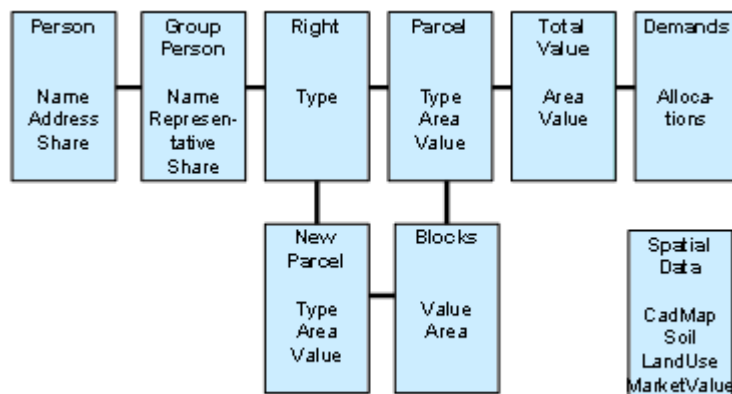 Person
Name
Address
Share
Group
Person
Name
Represen-
tative
Share
Right
Type
Parcel
Type
Area
Value
Total
Value
Area
Value
Demands
Alloca-
tions
New
Parcel
Type
Area
Value
Blocks
Value
Area
Spatial
Data
CadMap
Soil
LandUse
MarketValue